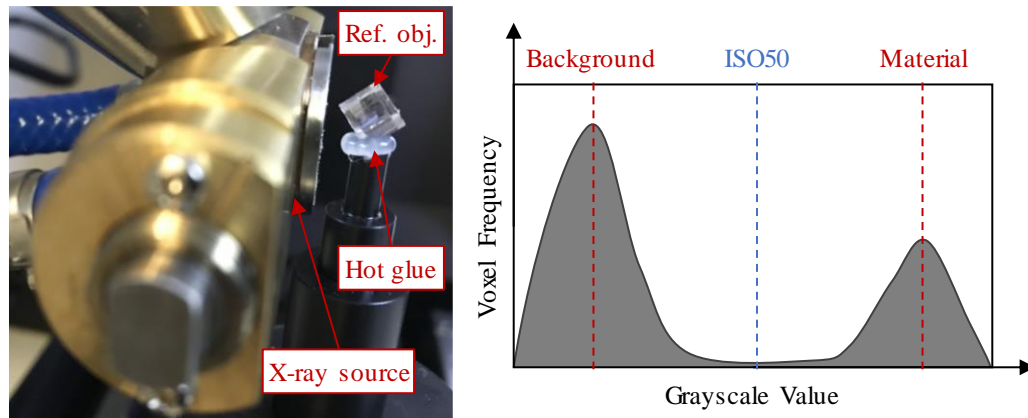 Ref. obj.
Hot glue
X-ray source
Background
ISO50
Material
Voxel Frequency
Grayscale Value